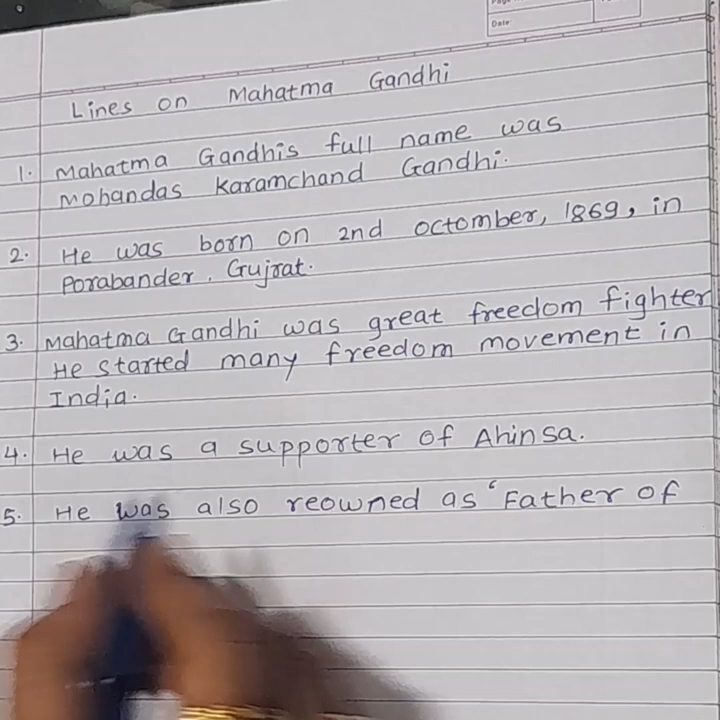 Date
Lines on Mahatma Gandhi
1. Mahatma Gandhis full name was
Mohandas Karamchand Gandhi.
2. He was born on 2nd octomber, 1869, in
Porabander, Gujrat.
3. Mahatma Gandhi was great freedom fighter
He started many freedom movement in
India.
4. He was a supporter of Ahinsa.
5. He was also reowned as 'Father of